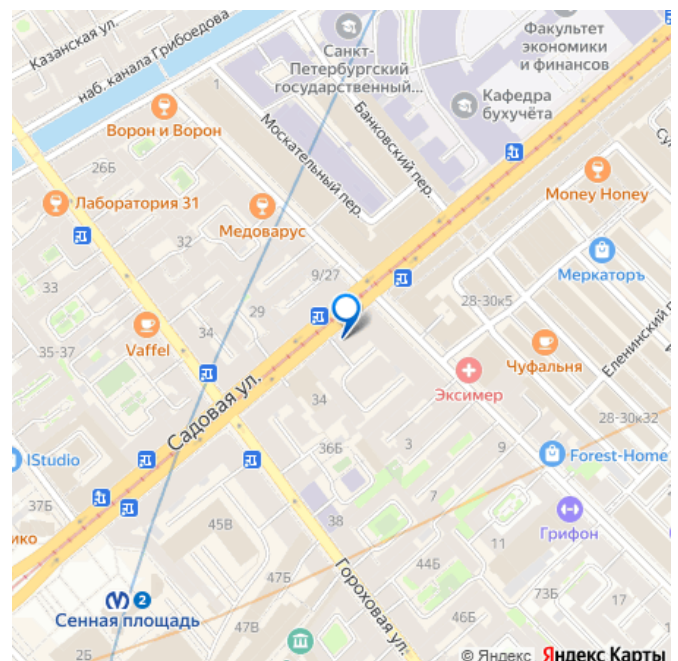 Казанская ул.
наб. канала Грибоедова
Санкт-
Петербургский
государственный...
Факультет
экономики
и финансов
Кафедра
бухучёта
1
Ворон и Ворон
Москательный пер.
Банковский пер.
26Б
Лаборатория 31
Медоварус
32
Money Honey
Меркаторъ
33
9/27
28-30к5
29
34
35-37
Vaffel
Чуфальня
Еленинский п
Эксимер
Садовая ул.
34
28-30к32
IStudio
36Б
3
9
Forest-Home
37Б
7
ико
45В
38
Грифон
11
Гороховая ул.
44Б
47Б
2
Сенная площадь
73Б
17
46Б
47В
2Б
© Яндекс Яндекс Карты